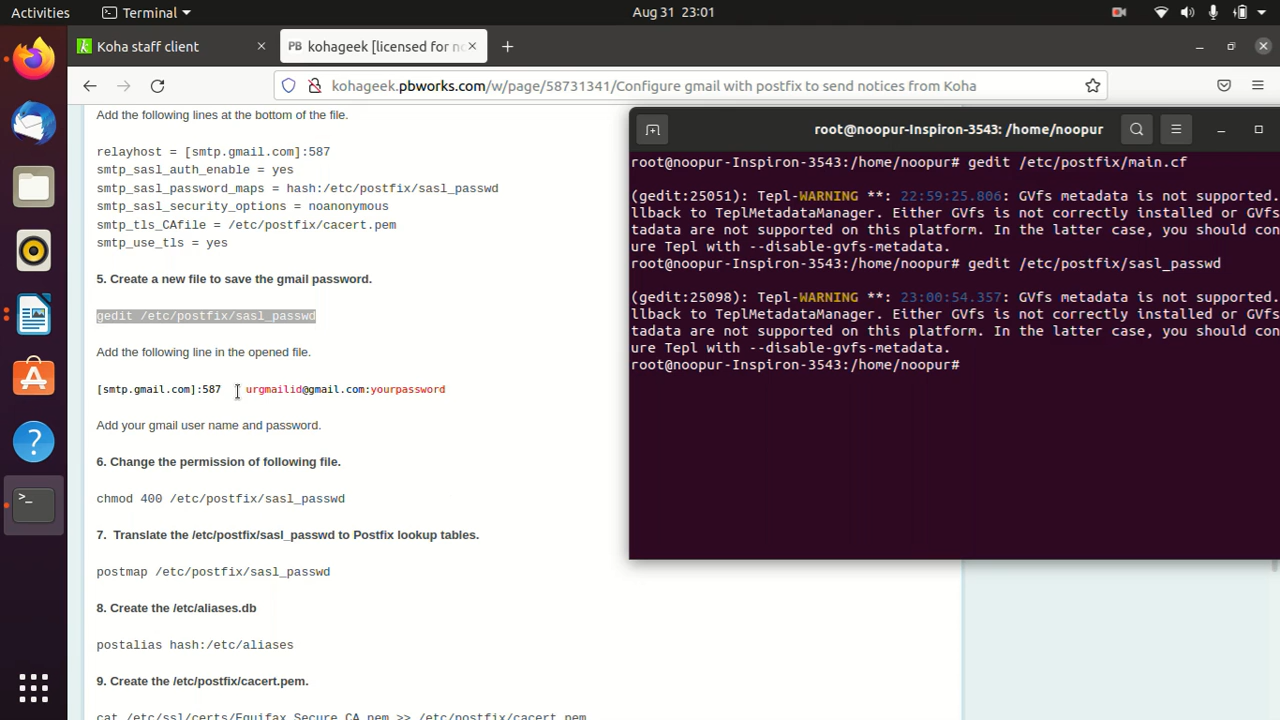 Activities
Terminal
Aug 31 23:01
Koha staff client
PB kohageek [licensed for no
kohageek.pbworks.com/w/page/58731341/Configure gmail with postfix to send notices from Koha
Add the following lines at the bottom of the file.
relayhost = [smtp.gmail.com]:587
smtp_sasl_auth_enable = yes
smtp_sasl_password_maps = hash:/etc/postfix/sasl_passwd
smtp_sasl_security_options = noanonymous
smtp_tls_CAfile = /etc/postfix/cacert.pem
smtp_use_tls = yes
5. Create a new file to save the gmail password.
gedit /etc/postfix/sasl_passwd
Add the following line in the opened file.
[smtp.gmail.com]:587 urgmailid@gmail.com:yourpassword
Add your gmail user name and password.
6. Change the permission of following file.
chmod 400 /etc/postfix/sasl_passwd
7. Translate the /etc/postfix/sasl_passwd to Postfix lookup tables.
postmap /etc/postfix/sasl_passwd
8. Create the /etc/aliases.db
postalias hash:/etc/aliases
9. Create the /etc/postfix/cacert.pem.
cat /etc/ssl/certs/Equifax_Secure_CA.pem >> /etc/postfix/cacert.pem
root@noopur-Inspiron-3543: /home/noopur
root@noopur-Inspiron-3543:/home/noopur# gedit /etc/postfix/main.cf
(gedit:25051): Tepl-WARNING **: 22:59:25.806: GVfs metadata is not supported.
llback to TeplMetadataManager. Either GVfs is not correctly installed or GVfs
tadata are not supported on this platform. In the latter case, you should con
ure Tepl with --disable-gvfs-metadata.
root@noopur-Inspiron-3543:/home/noopur# gedit /etc/postfix/sasl_passwd
(gedit:25098): Tepl-WARNING **: 23:00:54.357: GVfs metadata is not supported.
llback to TeplMetadataManager. Either GVfs is not correctly installed or GVfs
tadata are not supported on this platform. In the latter case, you should con
ure Tepl with --disable-gvfs-metadata.
root@noopur-Inspiron-3543:/home/noopur#